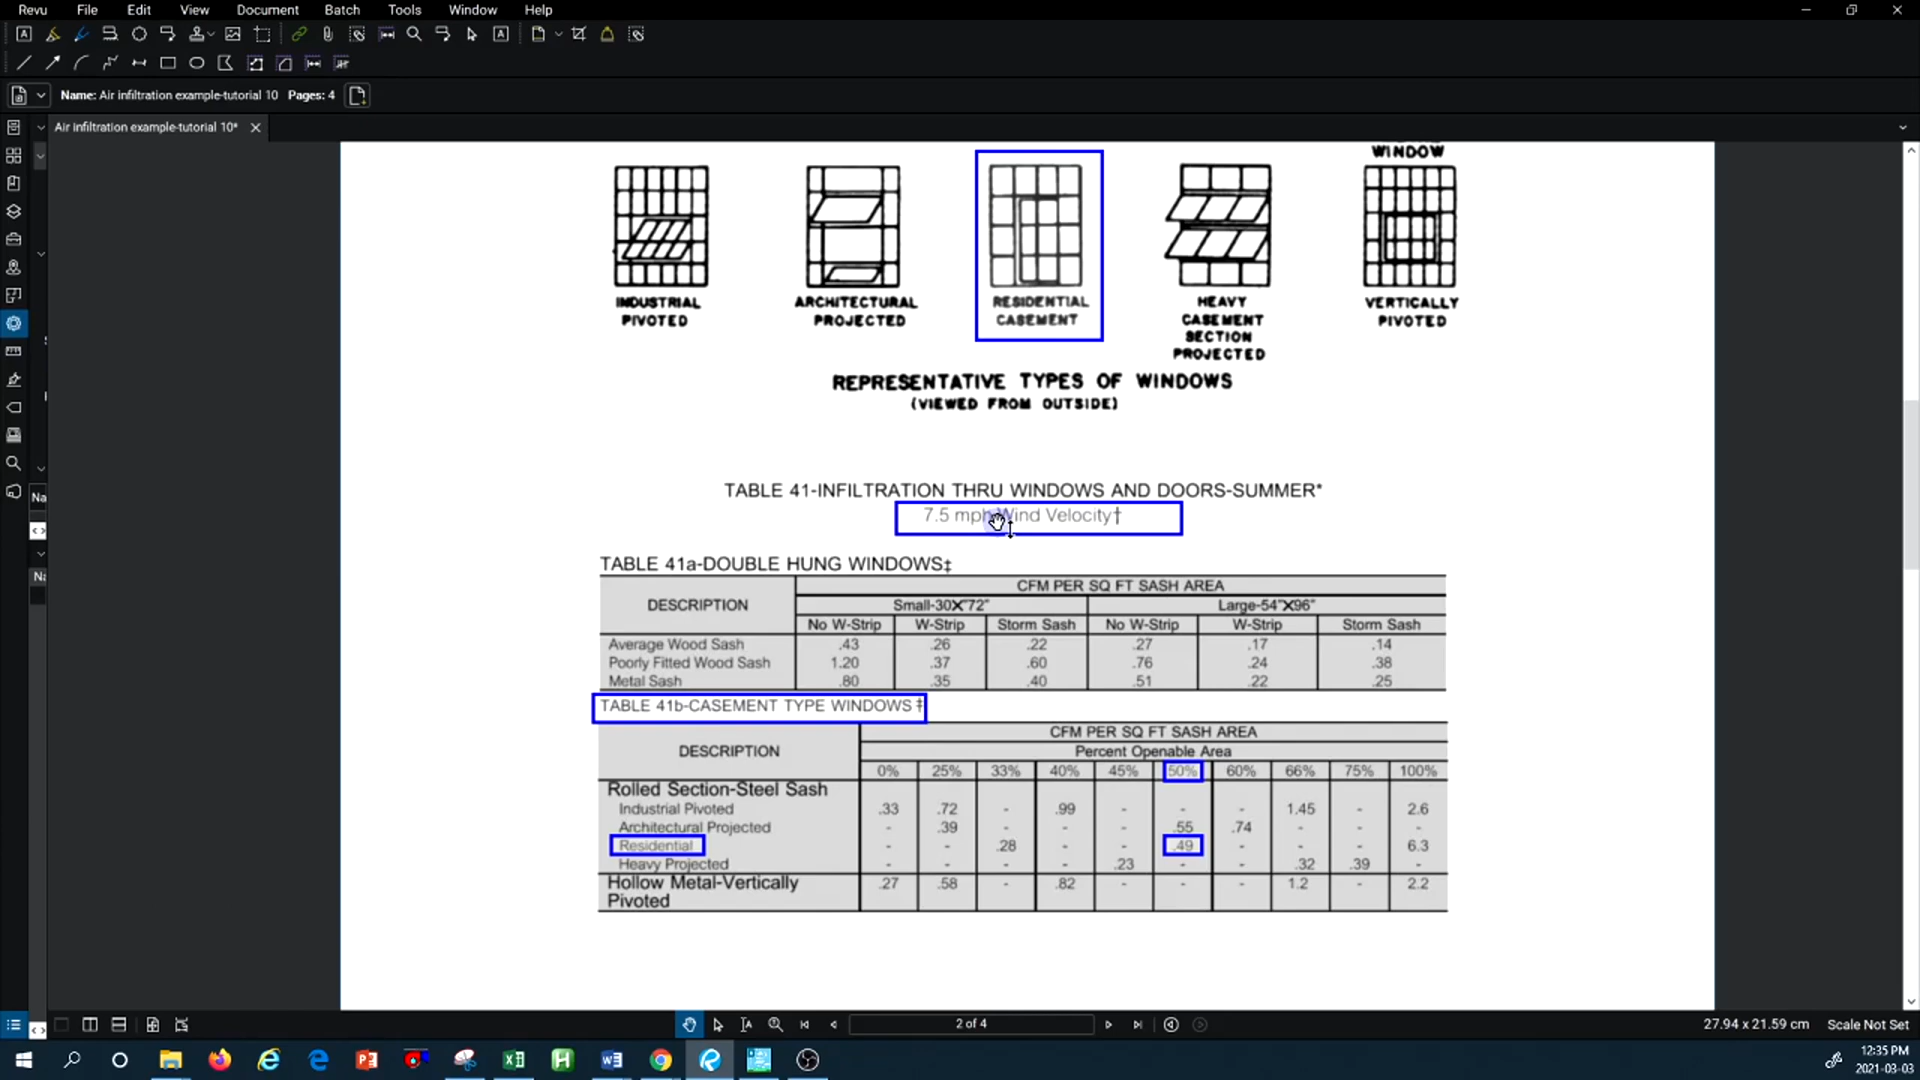 Revu File Edit View Document Batch Tools Window Help
Name: Air infiltration example-tutorial 10 Pages: 4
Air infiltration example-tutorial 10*
WINDOW
INDUSTRIAL PIVOTED
ARCHITECTURAL PROJECTED
RESIDENTIAL CASEMENT
HEAVY CASEMENT SECTION PROJECTED
VERTICALLY PIVOTED
REPRESENTATIVE TYPES OF WINDOWS
(VIEWED FROM OUTSIDE)
TABLE 41-INFILTRATION THRU WINDOWS AND DOORS-SUMMER*
7.5 mph Wind Velocity†
TABLE 41a-DOUBLE HUNG WINDOWS‡
DESCRIPTION CFM PER SQ FT SASH AREA
Small-30X"72" Large-54"X96"
No W-Strip W-Strip Storm Sash No W-Strip W-Strip Storm Sash
Average Wood Sash .43 .26 .22 .27 .17 .14
Poorly Fitted Wood Sash 1.20 .37 .60 .76 .24 .38
Metal Sash .80 .35 .40 .51 .22 .25
TABLE 41b-CASEMENT TYPE WINDOWS ‡
DESCRIPTION CFM PER SQ FT SASH AREA
Percent Openable Area
0% 25% 33% 40% 45% 50% 60% 66% 75% 100%
Rolled Section-Steel Sash
Industrial Pivoted .33 .72 - .99 - - - 1.45 - 2.6
Architectural Projected - .39 - - - .55 .74 - - -
Residential - - .28 - - .49 - - - 6.3
Heavy Projected - - - - .23 - - .32 .39 -
Hollow Metal-Vertically Pivoted .27 .58 - .82 - - - 1.2 - 2.2
Na
Na
2 of 4
27.94 x 21.59 cm Scale Not Set
12:35 PM
2021-03-03